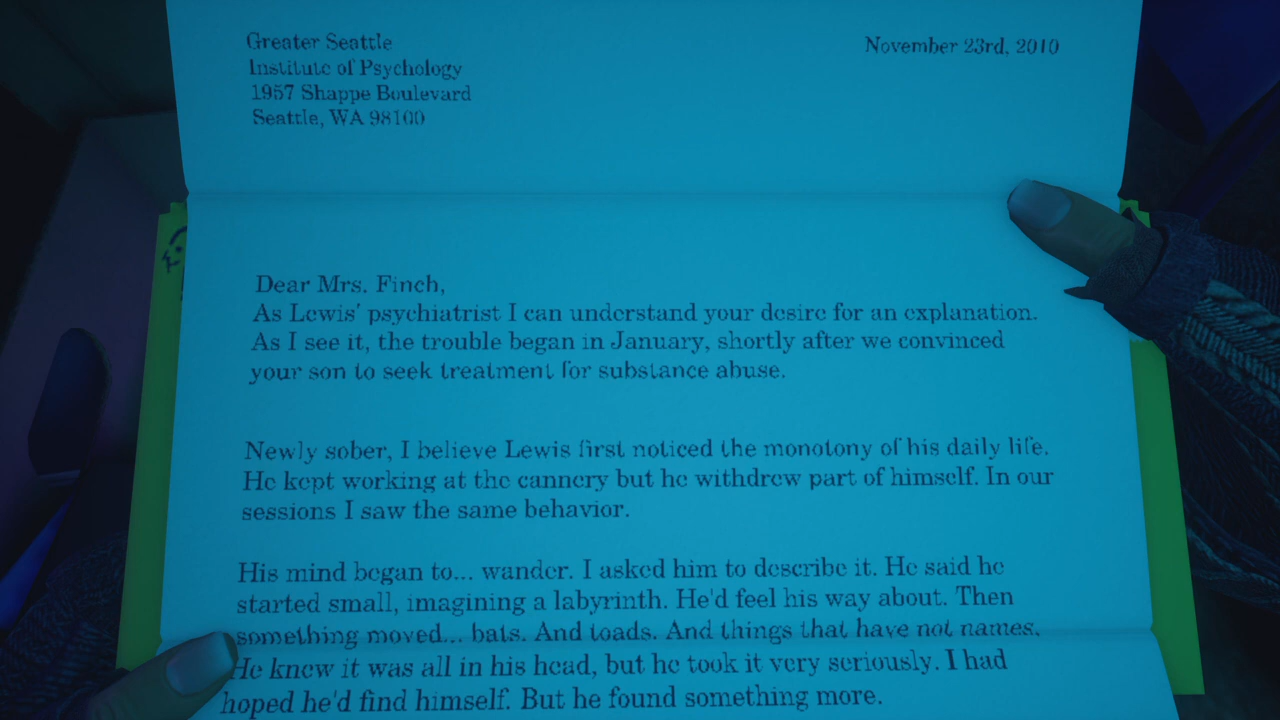 Greater Seattle
November 23rd, 2010
Institute of Psychology
1957 Shappe Boulevard
Seattle, WA 98100
Dear Mrs. Finch,
As Lewis' psychiatrist I can understand your desire for an explanation.
As I see it, the trouble began in January, shortly after we convinced
your son to seek treatment for substance abuse.
Newly sober, I believe Lewis first noticed the monotony of his daily life.
He kept working at the cannery but he withdrew part of himself. In our
sessions I saw the same behavior.
His mind began to... wander. I asked him to describe it. He said he
started small, imagining a labyrinth. He'd feel his way about. Then
something moved... bats. And toads. And things that have not names.
He knew it was all in his head, but he took it very seriously. I had
hoped he'd find himself. But he found something more.